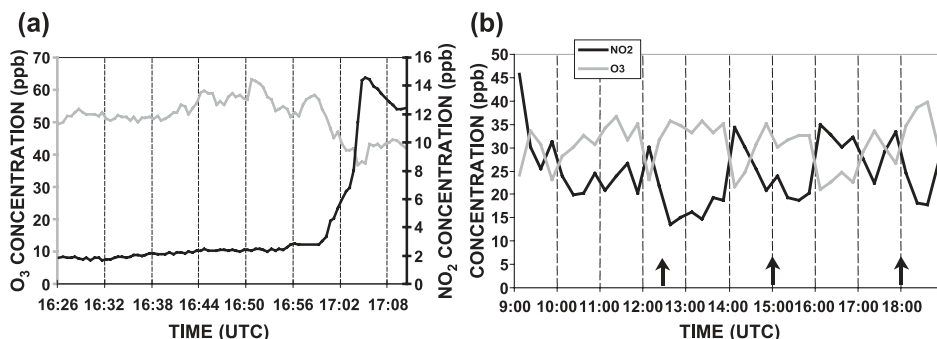 (a)
O3 CONCENTRATION (ppb)
70
60
50
40
30
20
10
0
16
14
12
10
8
6
4
2
0
NO2 CONCENTRATION (ppb)
16:26 16:32 16:38 16:44 16:50 16:56 17:02 17:08
TIME (UTC)
(b)
NO2
O3
CONCENTRATION (ppb)
50
45
40
35
30
25
20
15
10
5
0
9:00 10:00 11:00 12:00 13:00 14:00 15:00 16:00 17:00 18:00
TIME (UTC)